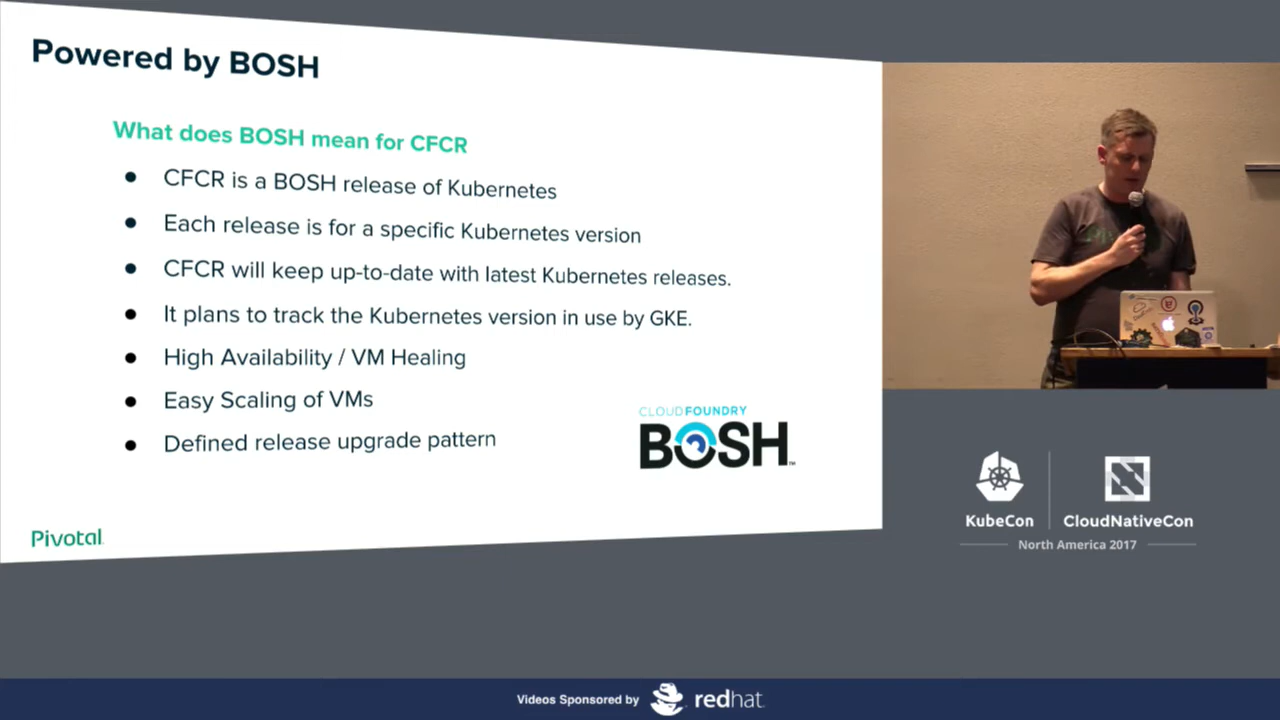 Powered by BOSH
What does BOSH mean for CFCR
CFCR is a BOSH release of Kubernetes
Each release is for a specific Kubernetes version
CFCR will keep up-to-date with latest Kubernetes releases.
It plans to track the Kubernetes version in use by GKE.
High Availability / VM Healing
Easy Scaling of VMs
Defined release upgrade pattern
CLOUDFOUNDRY
BOSH™
Pivotal
KubeCon
CloudNativeCon
North America 2017
Videos Sponsored by
redhat